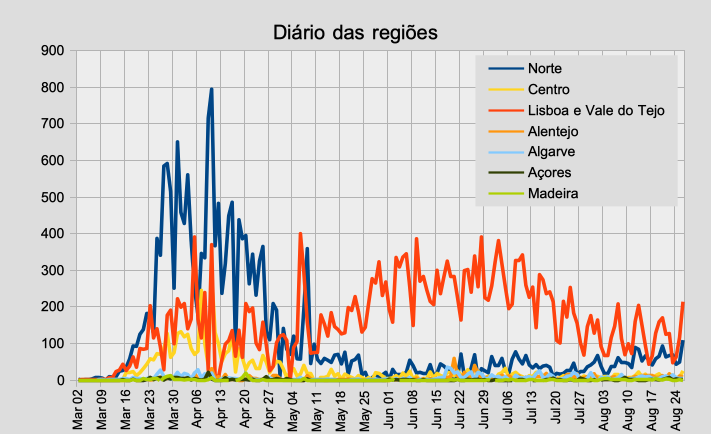 Diário das regiões
900
800
700
600
500
400
300
200
100
0
Norte
Centro
Lisboa e Vale do Tejo
Alentejo
Algarve
Açores
Madeira
Mar 02
Mar 09
Mar 16
Mar 23
Mar 30
Apr 06
Apr 13
Apr 20
Apr 27
May 04
May 11
May 18
May 25
Jun 01
Jun 08
Jun 15
Jun 22
Jun 29
Jul 06
Jul 13
Jul 20
Jul 27
Aug 03
Aug 10
Aug 17
Aug 24